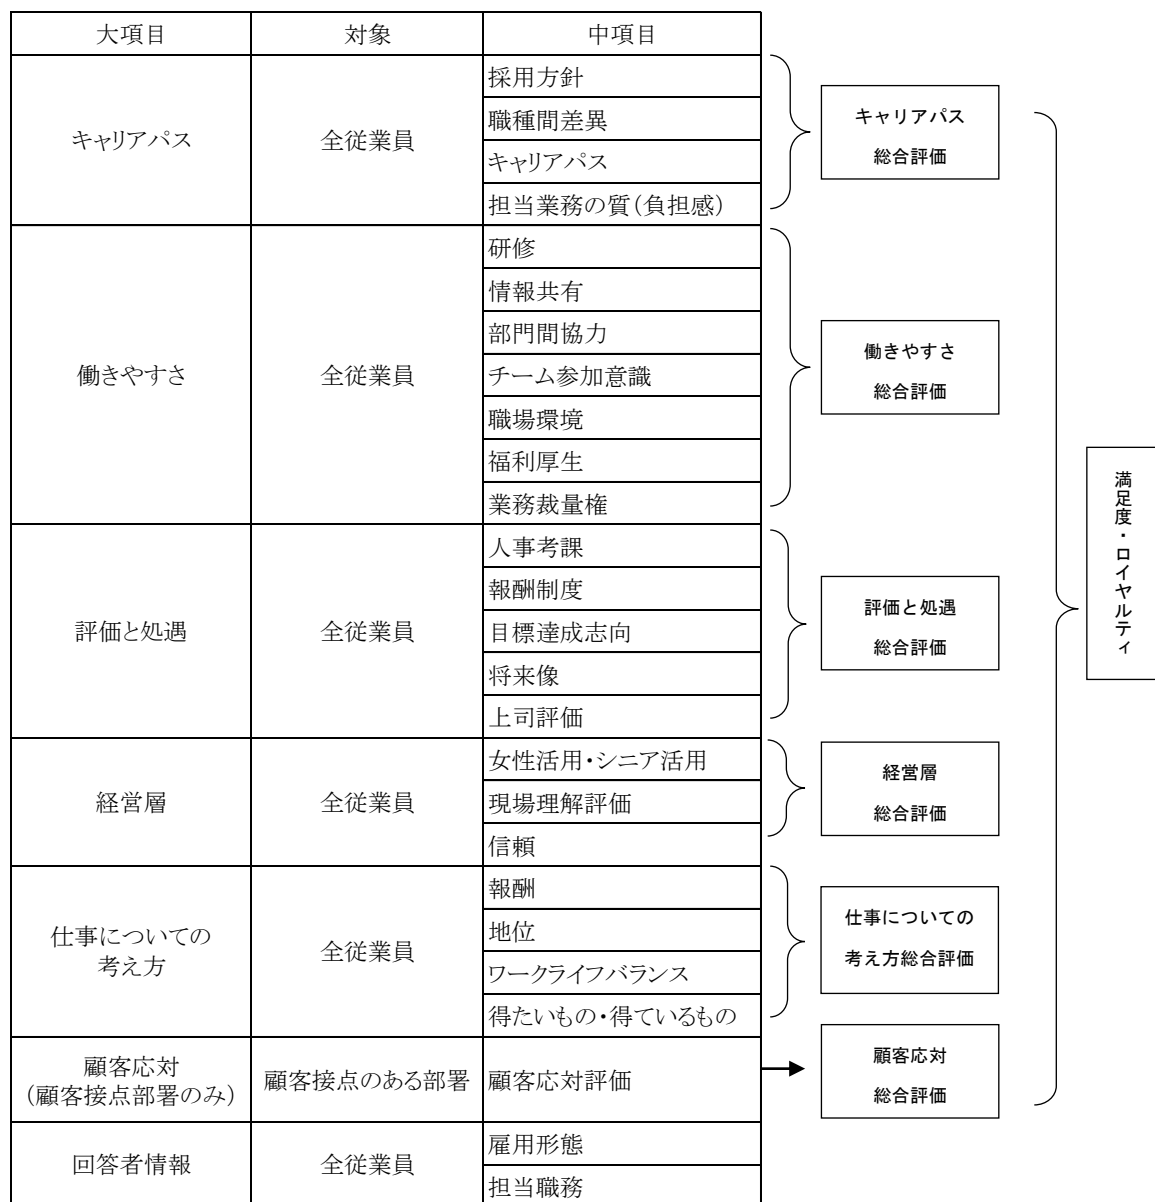 大項目
対象
中項目
キャリアパス
全従業員
採用方針
職種間差異
キャリアパス
担当業務の質(負担感)
キャリアパス
総合評価
働きやすさ
全従業員
研修
情報共有
部門間協力
チーム参加意識
職場環境
福利厚生
業務裁量権
働きやすさ
総合評価
評価と処遇
全従業員
人事考課
報酬制度
目標達成志向
将来像
上司評価
評価と処遇
総合評価
経営層
全従業員
女性活用・シニア活用
現場理解評価
信頼
経営層
総合評価
仕事についての
考え方
全従業員
報酬
地位
ワークライフバランス
得たいもの・得ているもの
仕事についての
考え方総合評価
顧客応対
(顧客接点部署のみ)
顧客接点のある部署
顧客応対評価
顧客応対
総合評価
回答者情報
全従業員
雇用形態
担当職務
満足度・ロイヤルティ